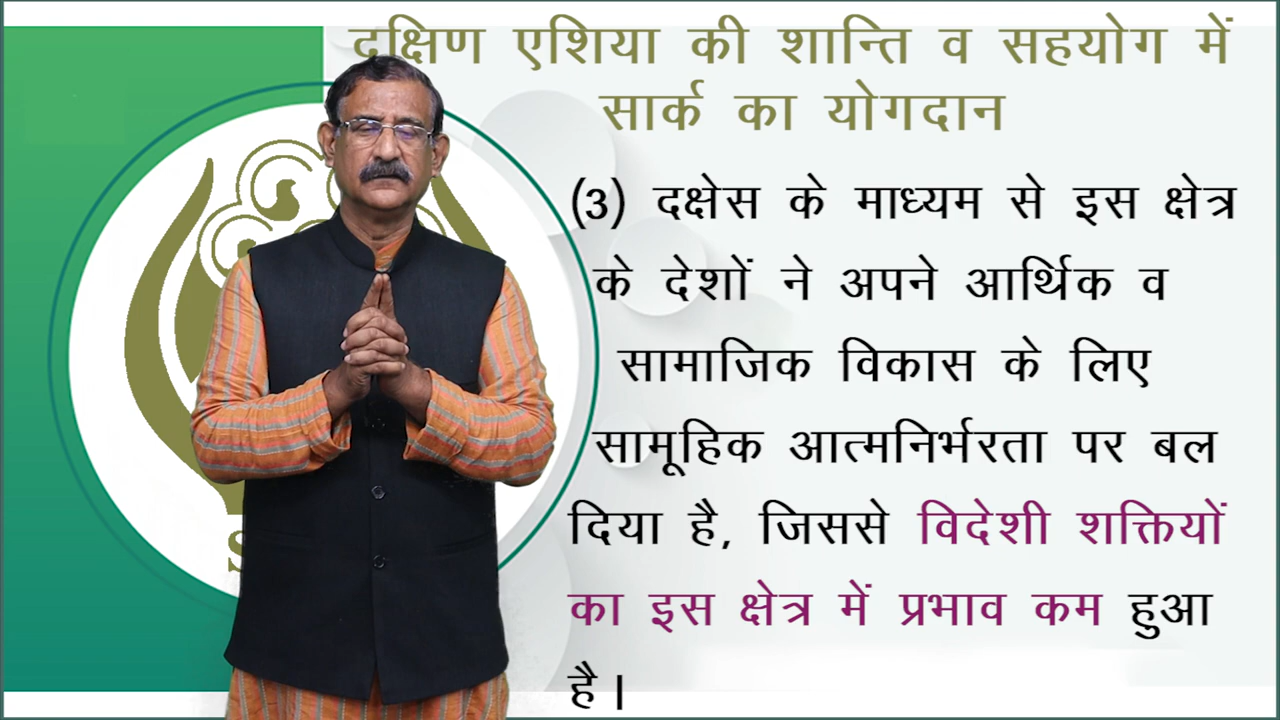 दक्षिण एशिया की शान्ति व सहयोग में
सार्क का योगदान
(3) दक्षेस के माध्यम से इस क्षेत्र
के देशों ने अपने आर्थिक व
सामाजिक विकास के लिए
सामूहिक आत्मनिर्भरता पर बल
दिया है, जिससे विदेशी शक्तियों
का इस क्षेत्र में प्रभाव कम हुआ
है।